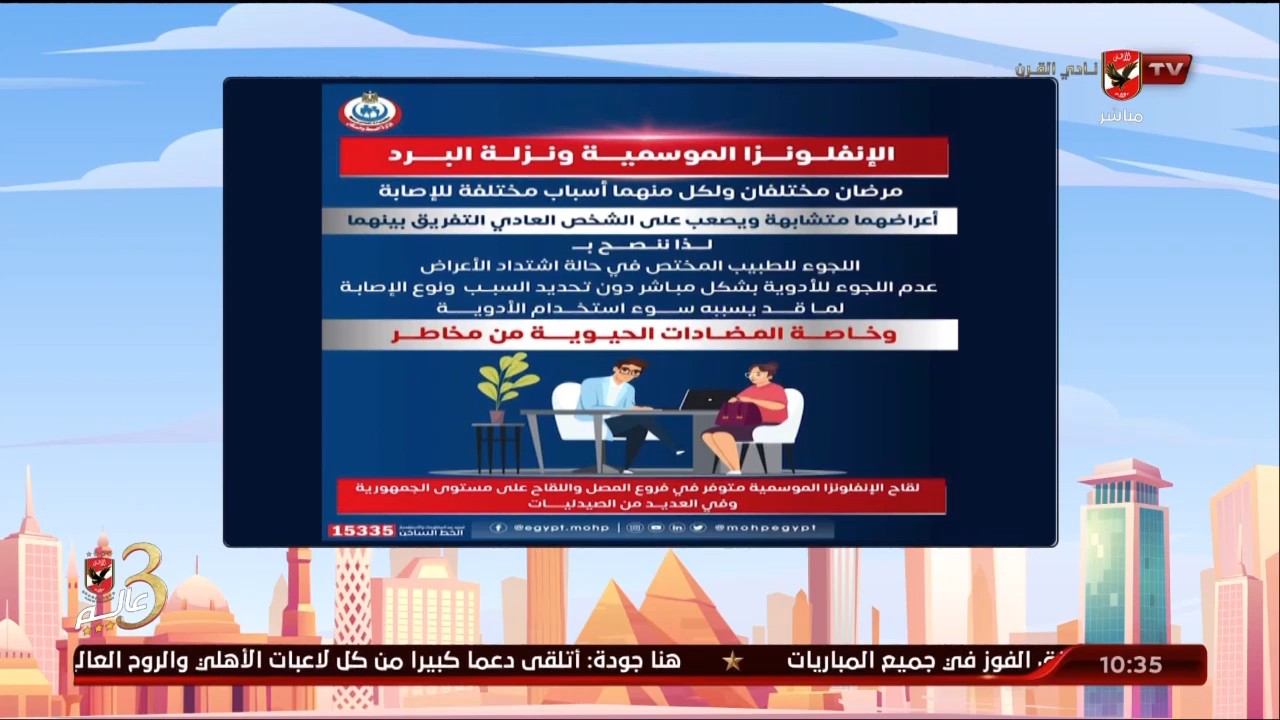 نادي القرن
TV
مباشر
الإنفلونزا الموسمية ونزلة البرد
مرضان مختلفان ولكل منهما أسباب مختلفة للإصابة
أعراضهما متشابهة ويصعب على الشخص العادي التفريق بينهما
لذا ننصح بـ
اللجوء للطبيب المختص في حالة اشتداد الأعراض
عدم اللجوء للأدوية بشكل مباشر دون تحديد السبب ونوع الإصابة
لما قد يسببه سوء استخدام الأدوية
وخاصة المضادات الحيوية من مخاطر
لقاح الإنفلونزا الموسمية متوفر في فروع المصل واللقاح على مستوى الجمهورية
وفي العديد من الصيدليات
15335 الخط الساخن
@egypt.mohp | @mohpegypt
3 عالم
الفوز في جميع المباريات
هنا جودة: أتلقى دعما كبيرا من كل لاعبات الأهلي والروح العالي
10:35